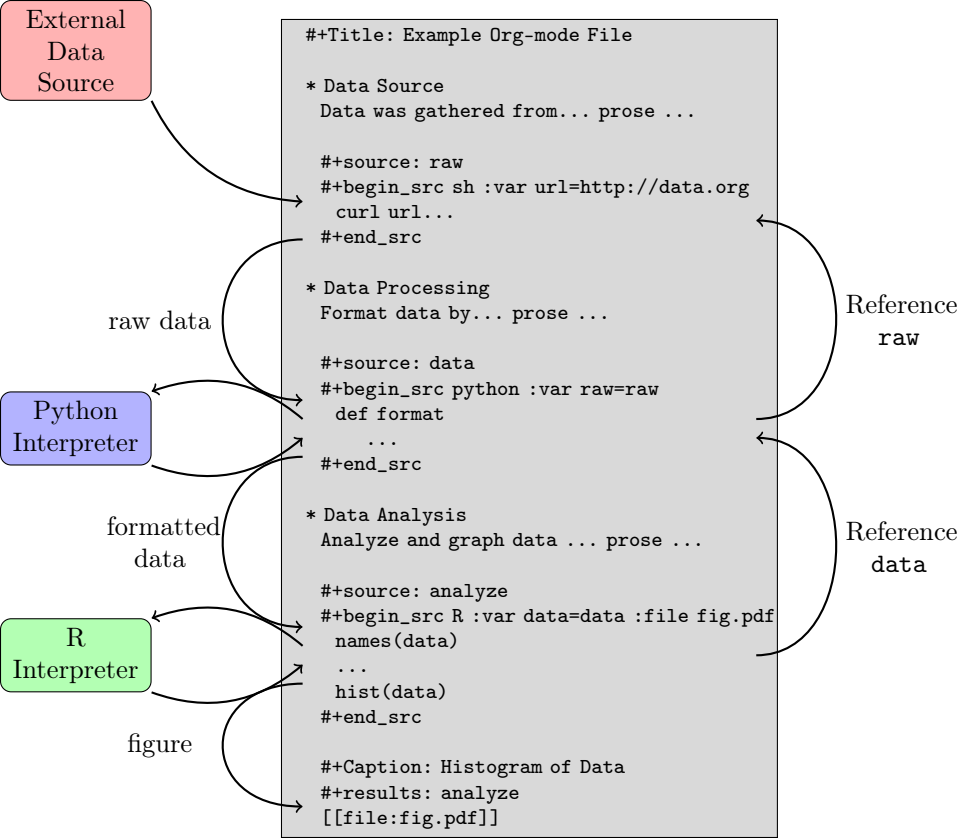 External
Data
Source
#+Title: Example Org-mode File
* Data Source
Data was gathered from... prose ...
#+source: raw
#+begin_src sh :var url=http://data.org
curl url...
#+end_src
raw data
* Data Processing
Format data by... prose ...
Reference
raw
#+source: data
#+begin_src python :var raw=raw
def format
...
#+end_src
Python
Interpreter
formatted
data
* Data Analysis
Analyze and graph data ... prose ...
Reference
data
#+source: analyze
#+begin_src R :var data=data :file fig.pdf
names(data)
...
hist(data)
#+end_src
R
Interpreter
figure
#+Caption: Histogram of Data
#+results: analyze
[[file:fig.pdf]]